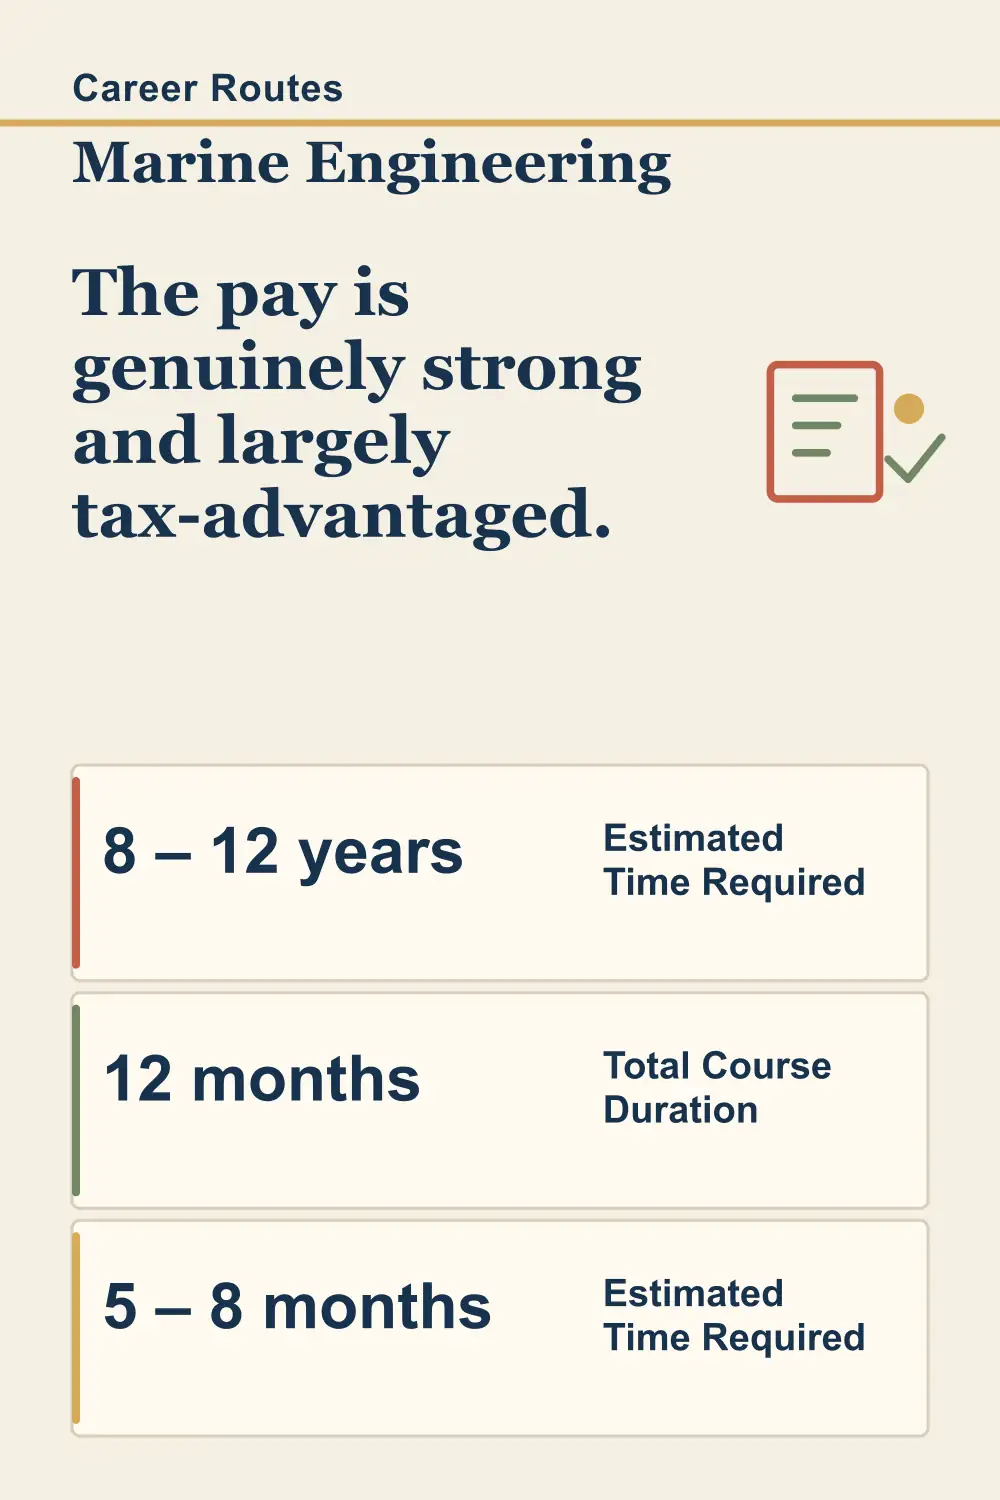 Career Routes
Marine Engineering
The pay is
genuinely strong
and largely
tax-advantaged.
8 – 12 years
Estimated
Time Required
12 months
Total Course
Duration
5 – 8 months
Estimated
Time Required